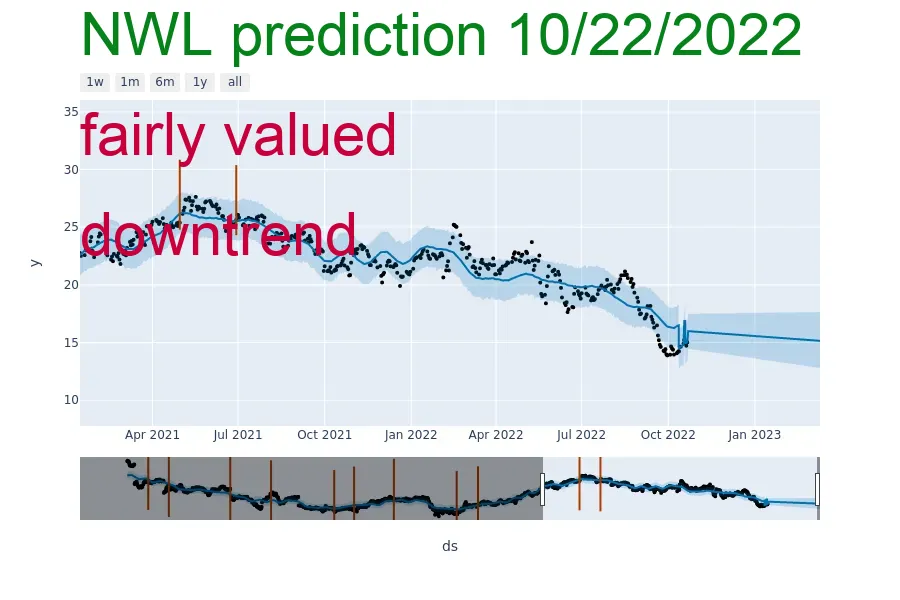 NWL prediction 10/22/2022
1w 1m 6m 1y all
35
fairly valued
30
25
downtrend
y
20
15
10
Apr 2021 Jul 2021 Oct 2021 Jan 2022 Apr 2022 Jul 2022 Oct 2022 Jan 2023
ds